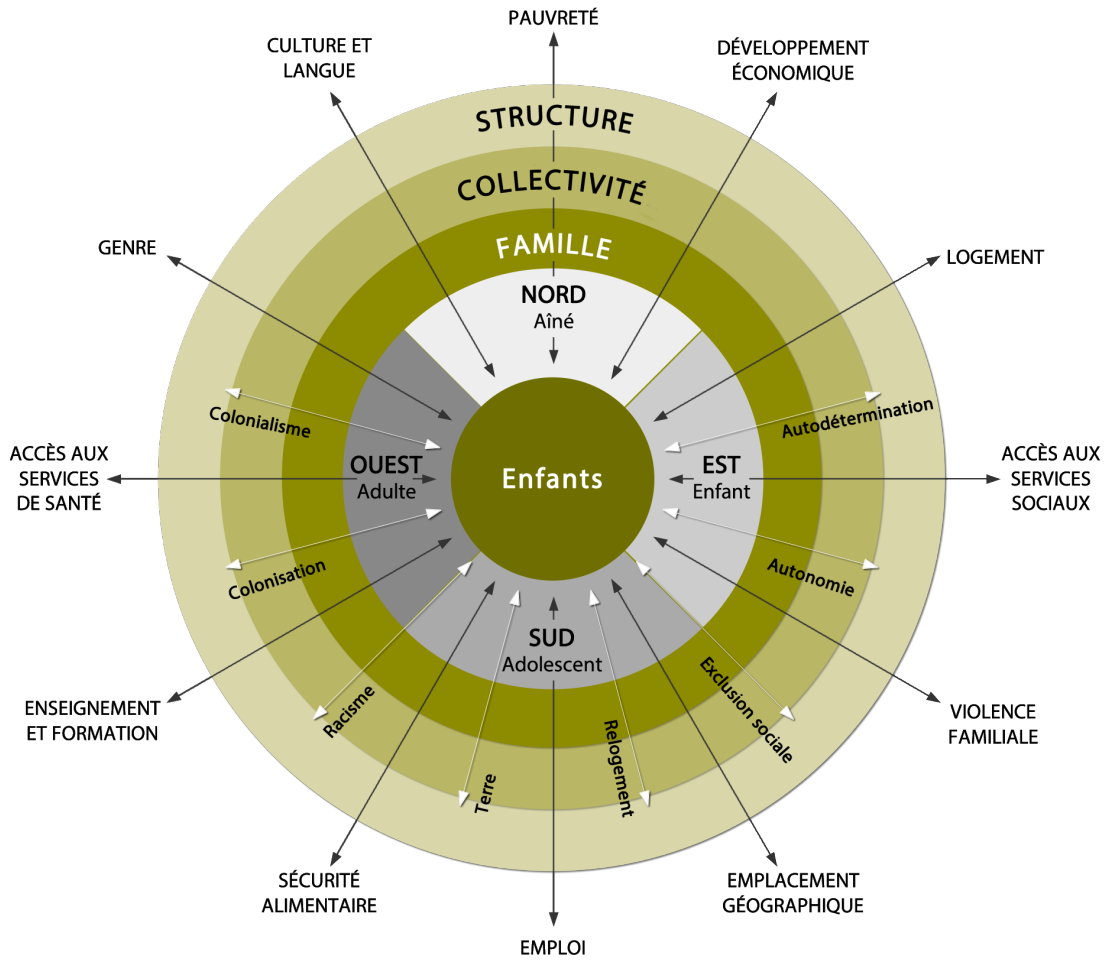 PAUVRETÉ
CULTURE ET
LANGUE
DÉVELOPPEMENT
ÉCONOMIQUE
STRUCTURE
COLLECTIVITÉ
FAMILLE
GENRE
LOGEMENT
NORD
Aîné
Colonialisme
Autodétermination
ACCÈS AUX
SERVICES
DE SANTÉ
OUEST
Adulte
Enfants
EST
Enfant
ACCÈS AUX
SERVICES
SOCIAUX
Colonisation
Autonomie
SUD
Adolescent
Racisme
Terre
Relogement
Exclusion sociale
ENSEIGNEMENT
ET FORMATION
VIOLENCE
FAMILIALE
SÉCURITÉ
ALIMENTAIRE
EMPLACEMENT
GÉOGRAPHIQUE
EMPLOI